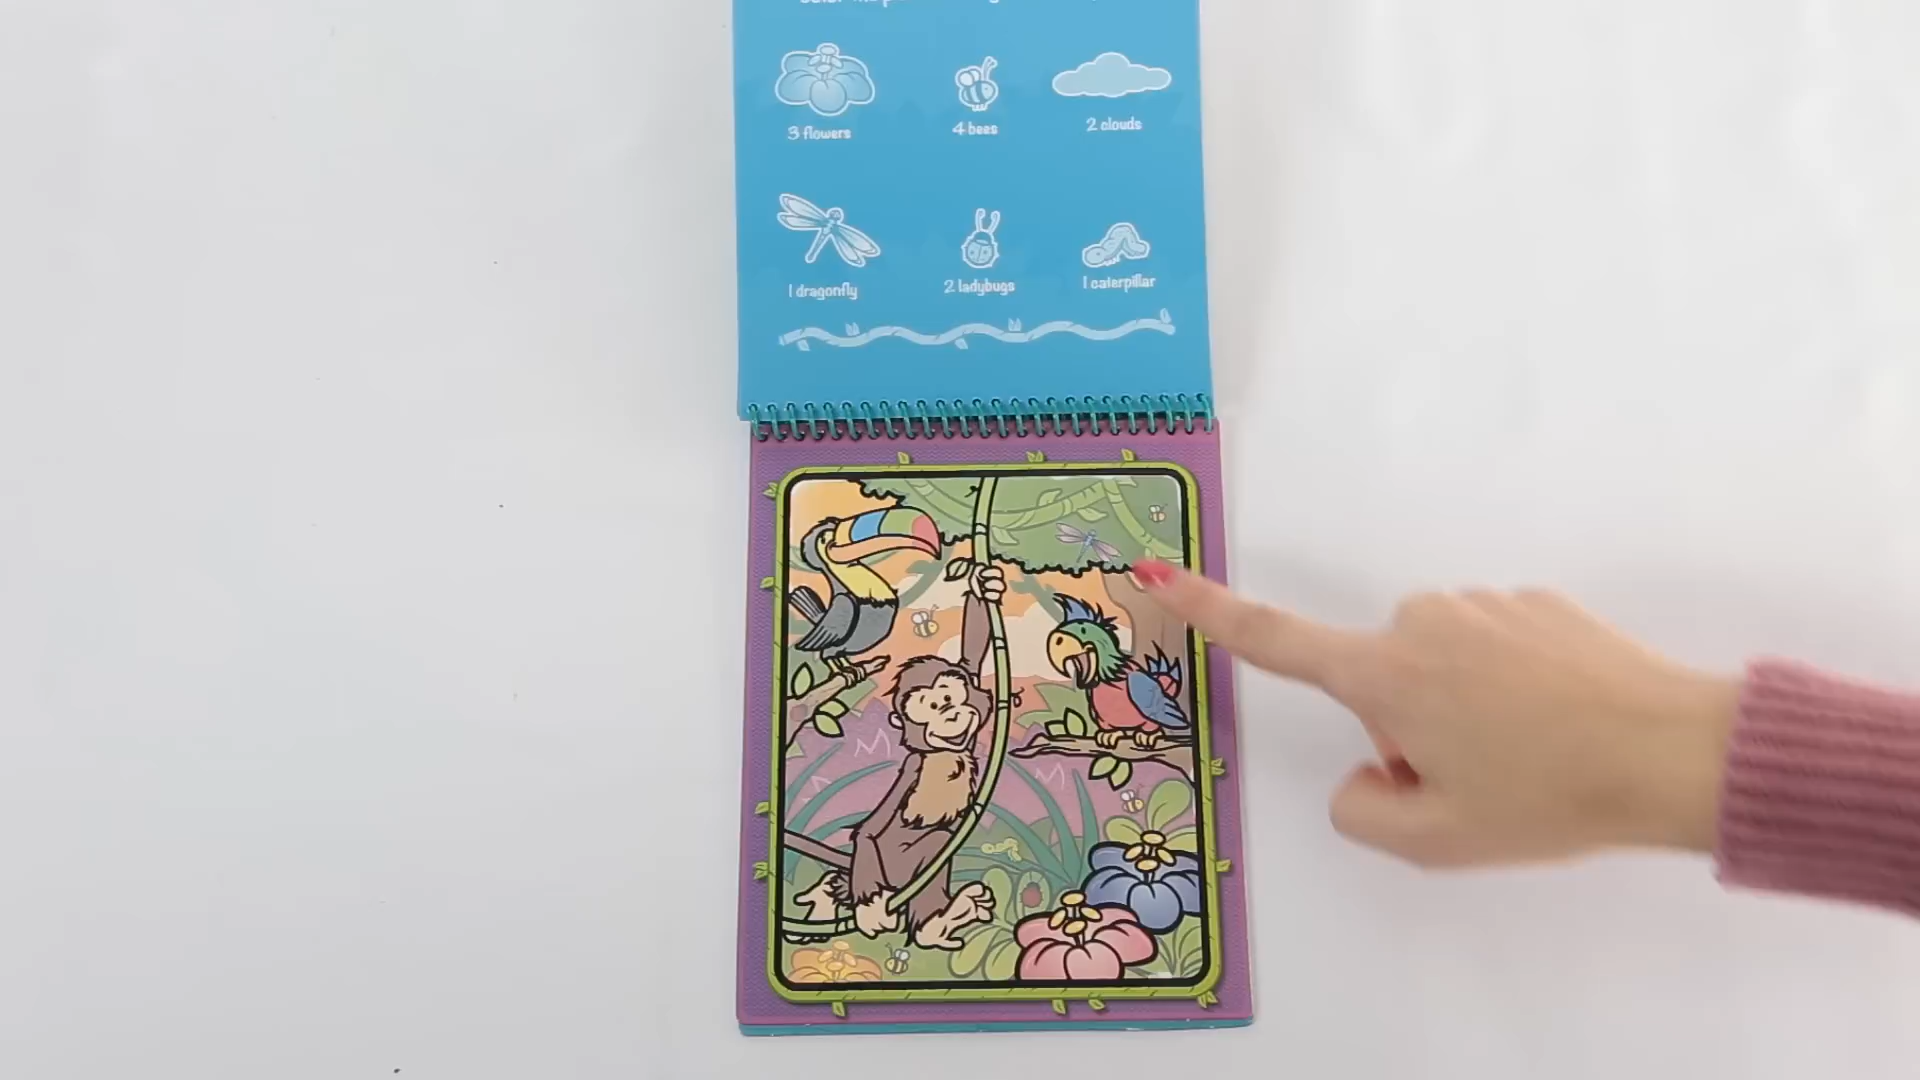 3 flowers
4 bees
2 clouds
1 dragonfly
2 ladybugs
1 caterpillar